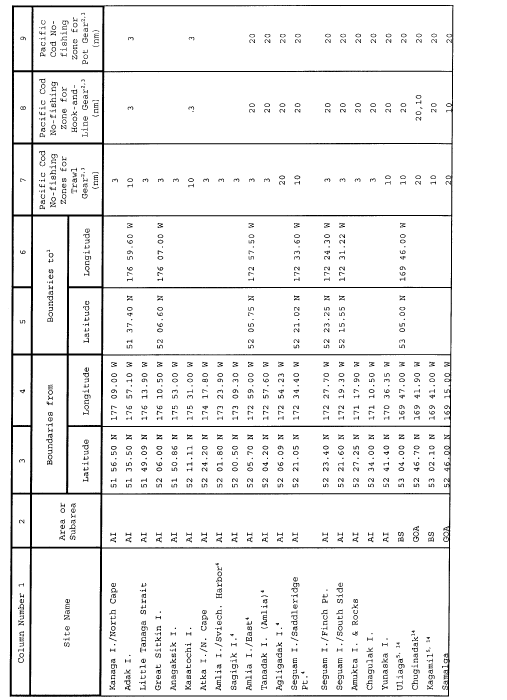 Column Number 1 2 3 4 5 6 7 8 9
Site Name
Area or
Subarea
Boundaries from
Latitude Longitude
Boundaries to¹
Latitude Longitude
Pacific Cod
No-fishing
Zones for
Trawl
Gear²,³
(nm)
Pacific Cod
No-fishing
Zone for
Hook-and-
Line Gear²,³
(nm)
Pacific
Cod No-
fishing
Zone for
Pot Gear²,³
(nm)
Kanaga I./North Cape AI 51 56.50 N 177 09.00 W 3
Adak I. AI 51 35.50 N 176 57.10 W 51 37.40 N 176 59.60 W 10 3 3
Little Tanaga Strait AI 51 49.09 N 176 13.90 W 3
Great Sitkin I. AI 52 06.00 N 176 10.50 W 52 06.60 N 176 07.00 W 3
Anagaksik I. AI 51 50.86 N 175 53.00 W 3
Kasatochi I. AI 52 11.11 N 175 31.00 W 10 .3 3
Atka I./N. Cape AI 52 24.20 N 174 17.80 W 3
Amlia I./Sviech. Harbor⁴ AI 52 01.80 N 173 23.90 W 3
Sagigik I.⁴ AI 52 00.50 N 173 09.30 W 3
Amlia I./East⁴ AI 52 05.70 N 172 59.00 W 52 05.75 N 172 57.50 W 3 20 20
Tanadak I. (Amlia)⁴ AI 52 04.20 N 172 57.60 W 3 20 20
Agligadak I.⁴ AI 52 06.09 N 172 54.23 W 20 20 20
Seguam I./Saddleridge AI 52 21.05 N 172 34.40 W 52 21.02 N 172 33.60 W 10 20 20
Pt.⁴
Seguam I./Finch Pt. AI 52 23.40 N 172 27.70 W 52 23.25 N 172 24.30 W 3 20 20
Seguam I./South Side AI 52 21.60 N 172 19.30 W 52 15.55 N 172 31.22 W 3 20 20
Amukta I. & Rocks AI 52 27.25 N 171 17.90 W 3 20 20
Chagulak I. AI 52 34.00 N 171 10.50 W 3 20 20
Yunaska I. AI 52 41.40 N 170 36.35 W 10 20 20
Uliaga⁵,¹⁴ BS 53 04.00 N 169 47.00 W 53 05.00 N 169 46.00 W 10 20 20
Chuginadak¹⁴ GOA 52 46.70 N 169 41.90 W 20 20,10 20
Kagamil⁵,¹⁴ BS 53 02.10 N 169 41.00 W 10 20 20
Samalga GOA 52 46.00 N 169 15.00 W 20 10 20